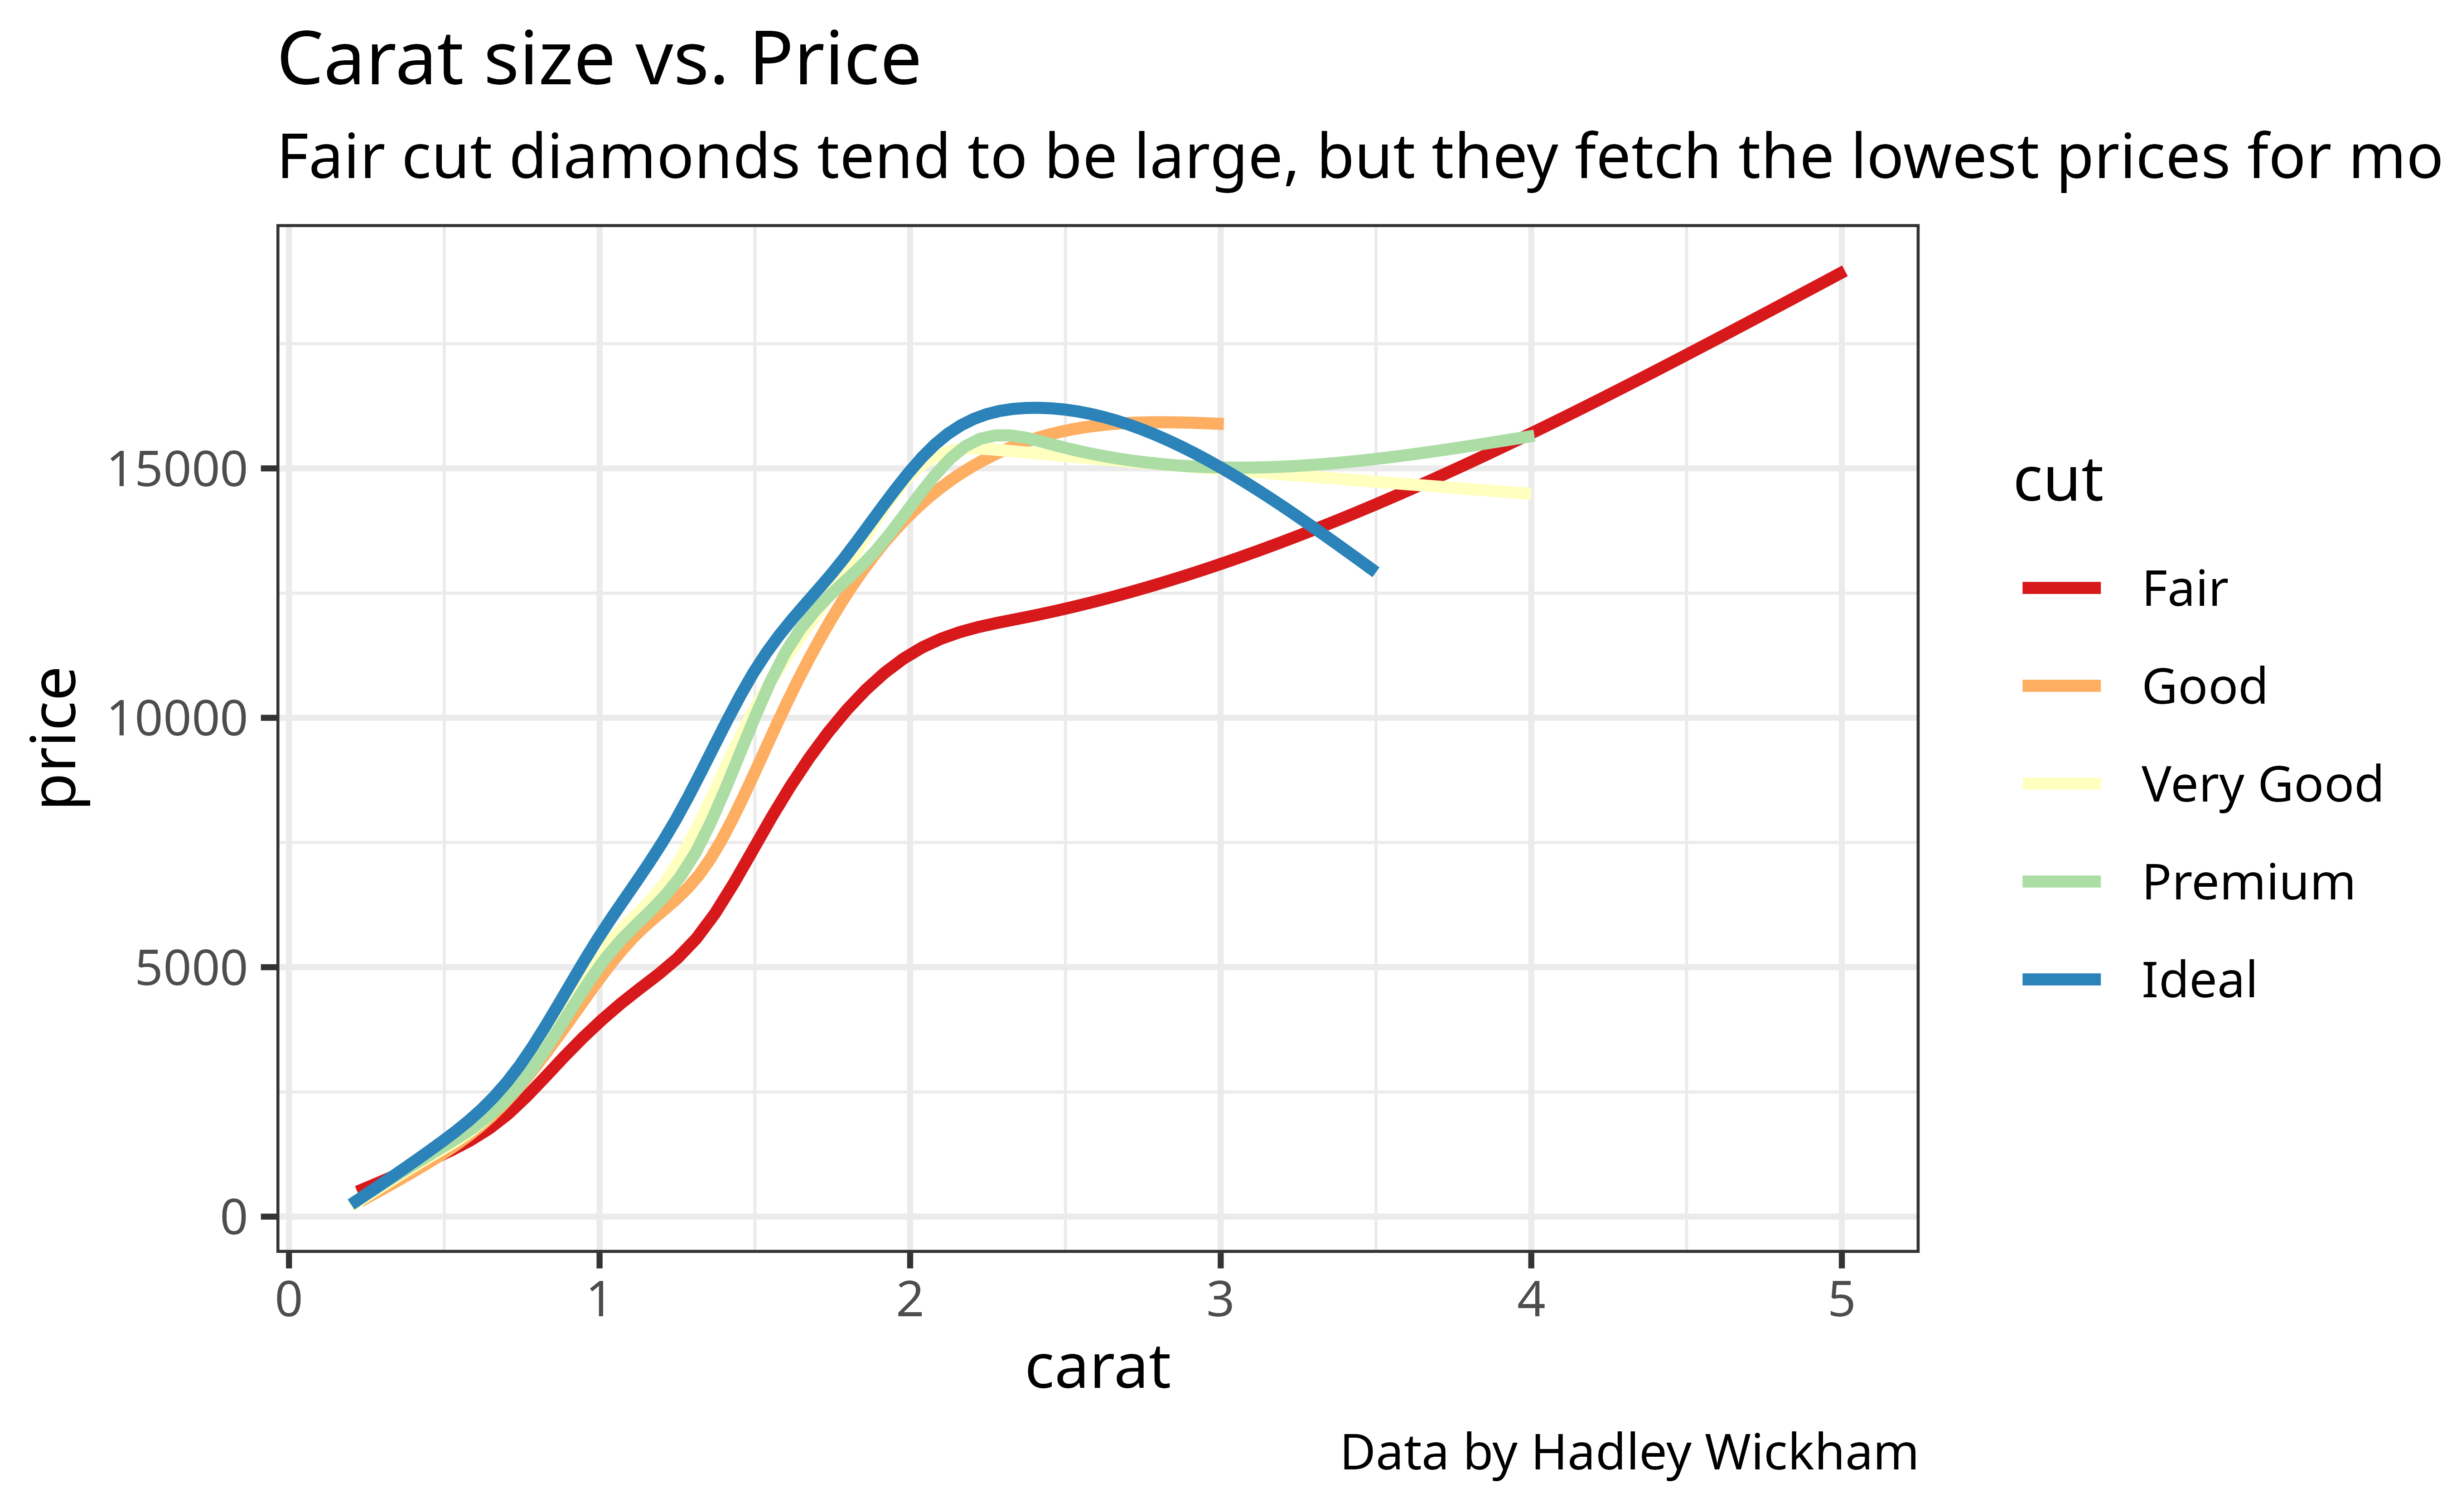 Carat size vs. Price
Fair cut diamonds tend to be large, but they fetch the lowest prices for mo
price
15000
10000
5000
0
0 1 2 3 4 5
carat
cut
Fair
Good
Very Good
Premium
Ideal
Data by Hadley Wickham